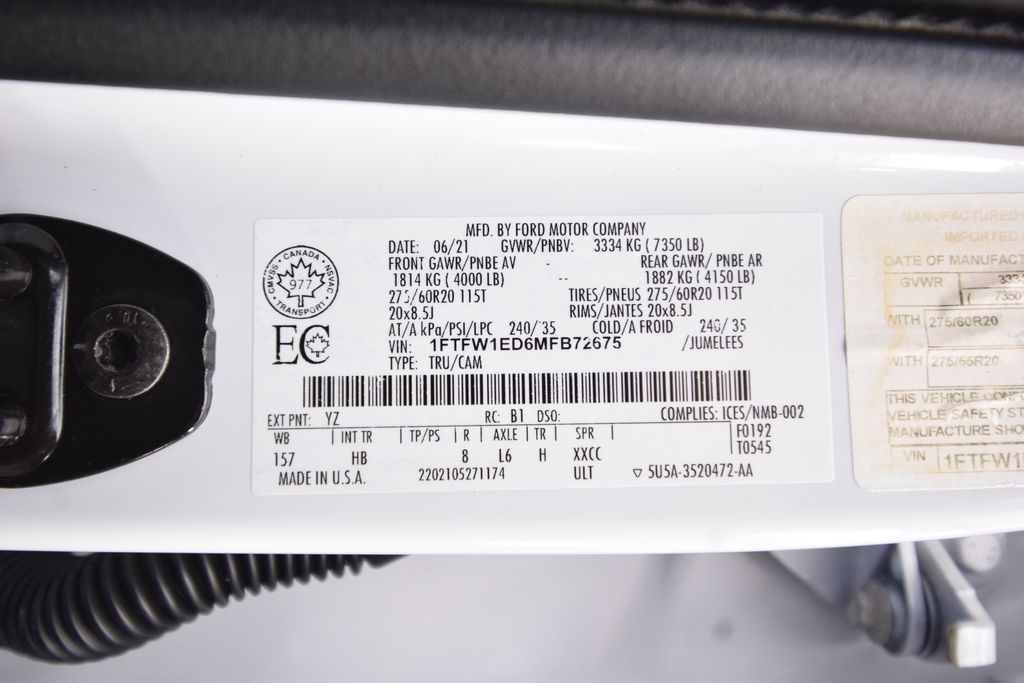 MFD. BY FORD MOTOR COMPANY
DATE: 06/21 GVWR/PNBV: 3334 KG ( 7350 LB)
FRONT GAWR/PNBE AV - REAR GAWR/ PNBE AR
1814 KG ( 4000 LB) -- 1882 KG ( 4150 LB)
275/60R20 115T TIRES/PNEUS 275/60R20 115T
20x8.5J RIMS/JANTES 20x8.5J
AT/A kPa/PSI/LPC 240/35 COLD/A FROID 240/35
VIN: 1FTFW1ED6MFB72675 /JUMELEES
TYPE: TRU/CAM
CMVSS · CANADA · NSVAC
977
· TRANSPORT ·
EC
EXT PNT: YZ RC: B1 DSO: COMPLIES: ICES/NMB-002
WB INT TR TP/PS R AXLE TR SPR F0192
157 HB 8 L6 H XXCC T0545
MADE IN U.S.A. 2202105271174 ULT ▽ 5U5A-3520472-AA
MANUFACTURED
IMPORTED
DATE OF MANUFACT
GVWR 3334
( 7350
WITH 275/60R20
WITH 275/55R20
THIS VEHICLE CONF
VEHICLE SAFETY ST
MANUFACTURE SHO
VIN 1FTFW1